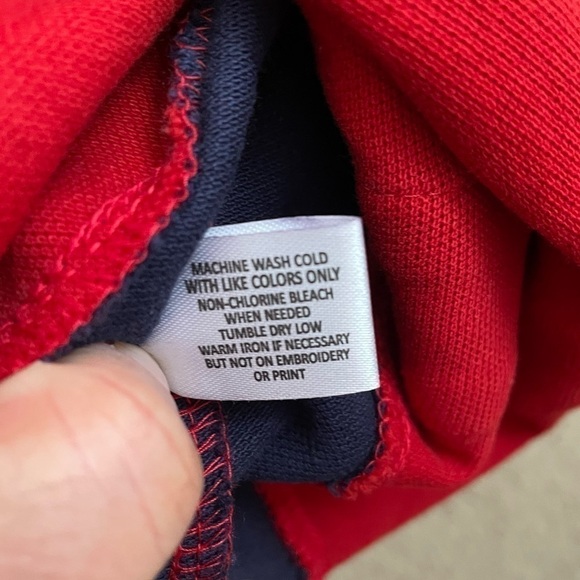 MACHINE WASH COLD
WITH LIKE COLORS ONLY
NON-CHLORINE BLEACH
WHEN NEEDED
TUMBLE DRY LOW
WARM IRON IF NECESSARY
BUT NOT ON EMBROIDERY
OR PRINT